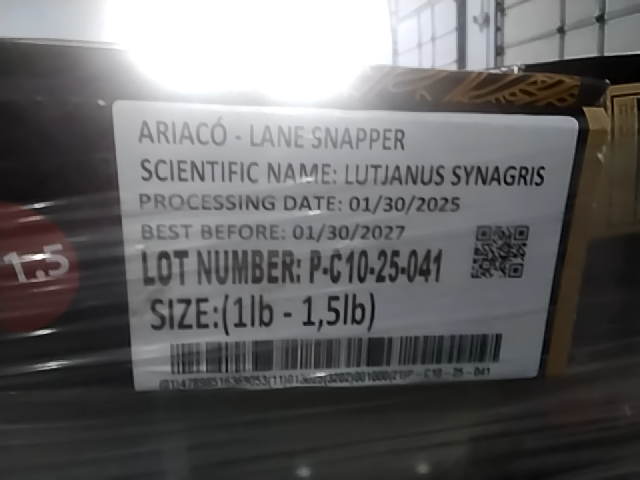 ARIACÓ - LANE SNAPPER
SCIENTIFIC NAME: LUTJANUS SYNAGRIS
PROCESSING DATE: 01/30/2025
BEST BEFORE: 01/30/2027
LOT NUMBER: P-C10-25-041
SIZE:(1lb - 1,5lb)
1.5